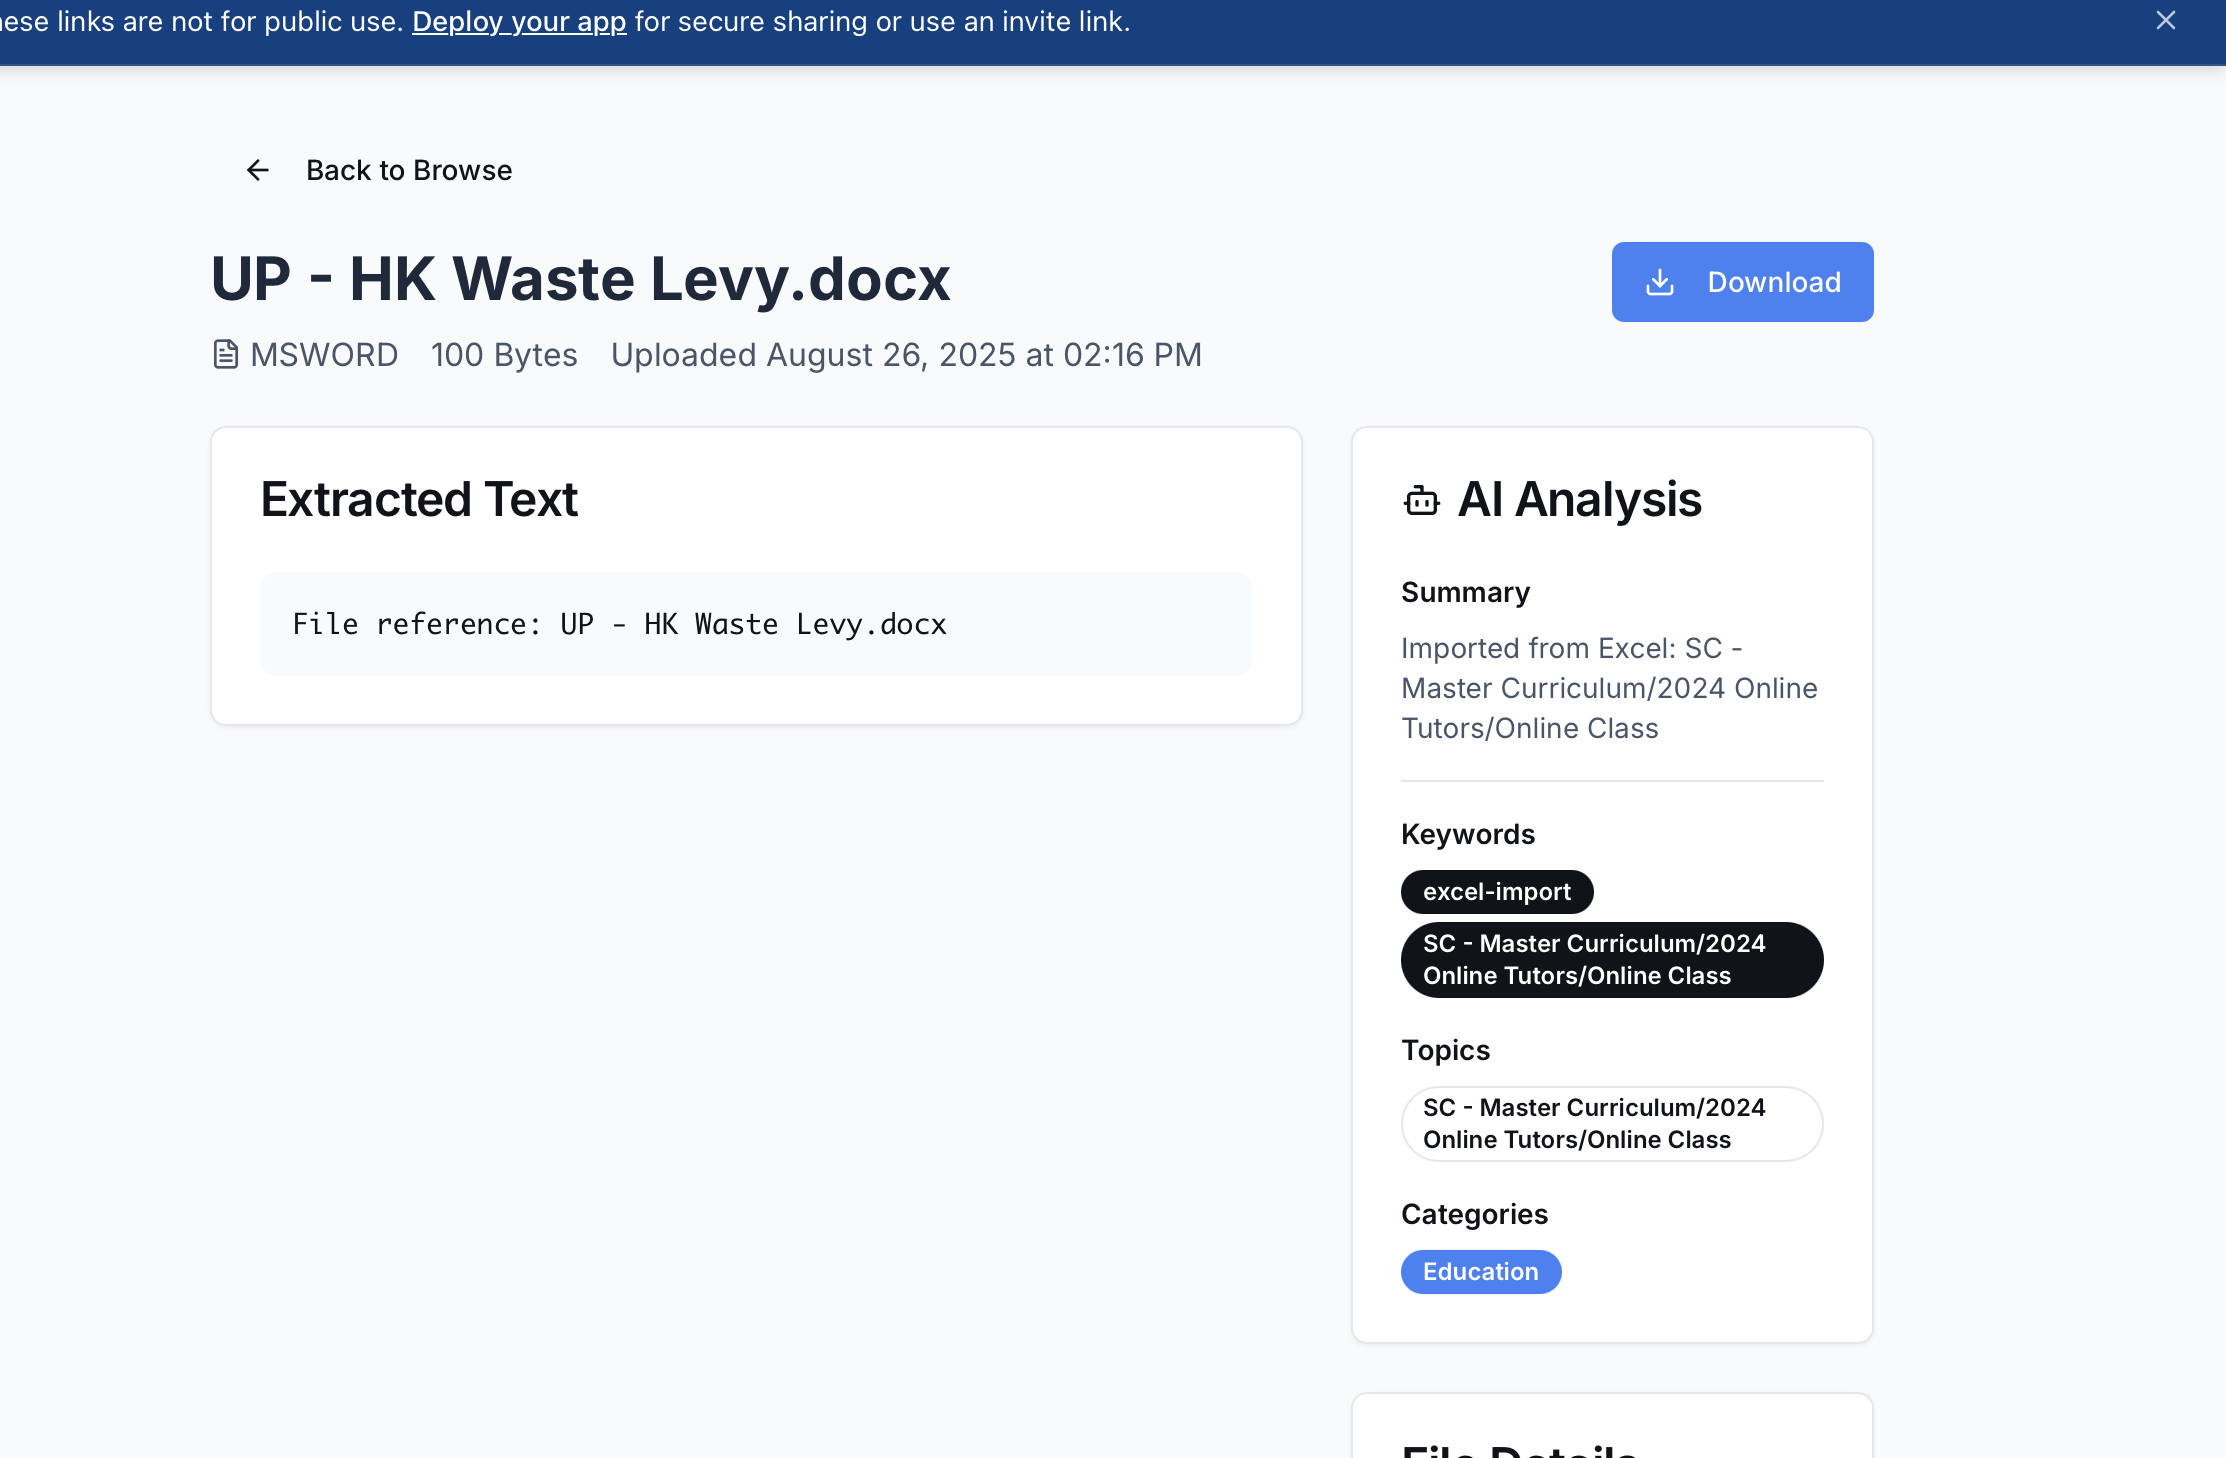 these links are not for public use. Deploy your app for secure sharing or use an invite link.
Back to Browse
UP - HK Waste Levy.docx
Download
MSWORD 100 Bytes Uploaded August 26, 2025 at 02:16 PM
Extracted Text
File reference: UP - HK Waste Levy.docx
AI Analysis
Summary
Imported from Excel: SC -
Master Curriculum/2024 Online
Tutors/Online Class
Keywords
excel-import
SC - Master Curriculum/2024
Online Tutors/Online Class
Topics
SC - Master Curriculum/2024
Online Tutors/Online Class
Categories
Education
File Details